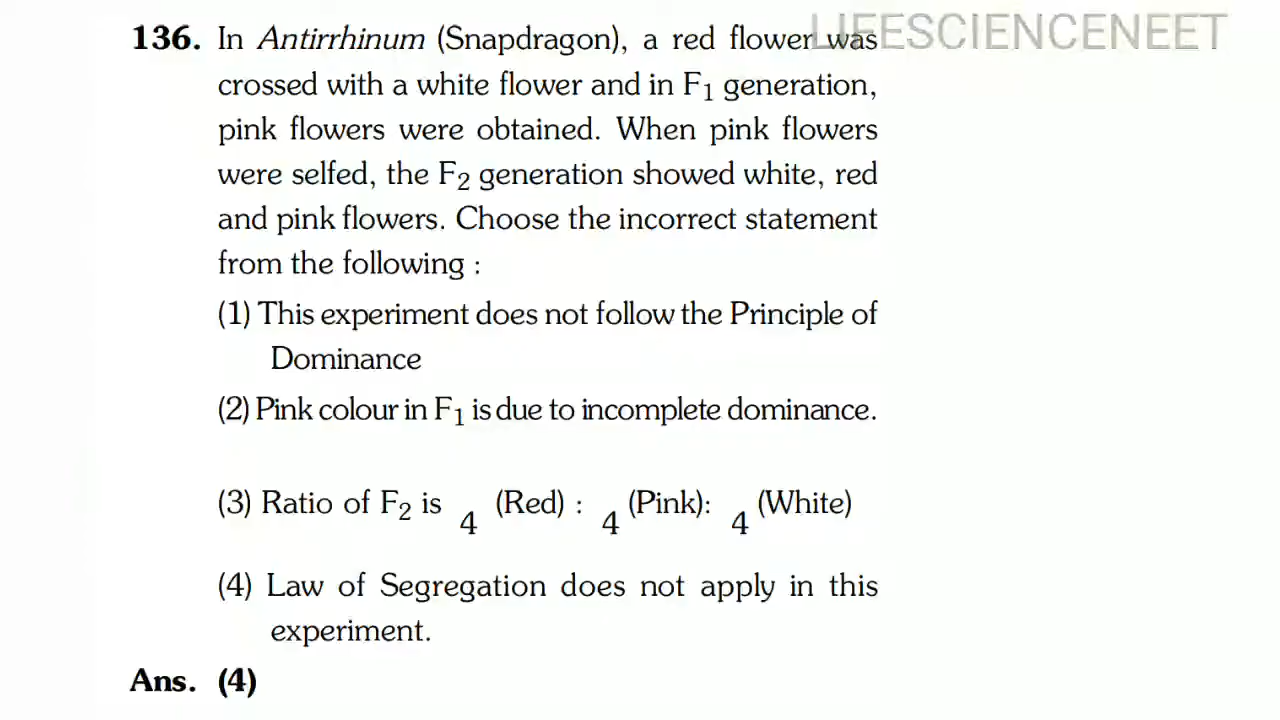 LIFESCIENCENEET
136. In Antirrhinum (Snapdragon), a red flower was
crossed with a white flower and in F1 generation,
pink flowers were obtained. When pink flowers
were selfed, the F2 generation showed white, red
and pink flowers. Choose the incorrect statement
from the following :
(1) This experiment does not follow the Principle of
Dominance
(2) Pink colour in F1 is due to incomplete dominance.
(3) Ratio of F2 is 4 (Red) : 4 (Pink): 4 (White)
(4) Law of Segregation does not apply in this
experiment.
Ans. (4)